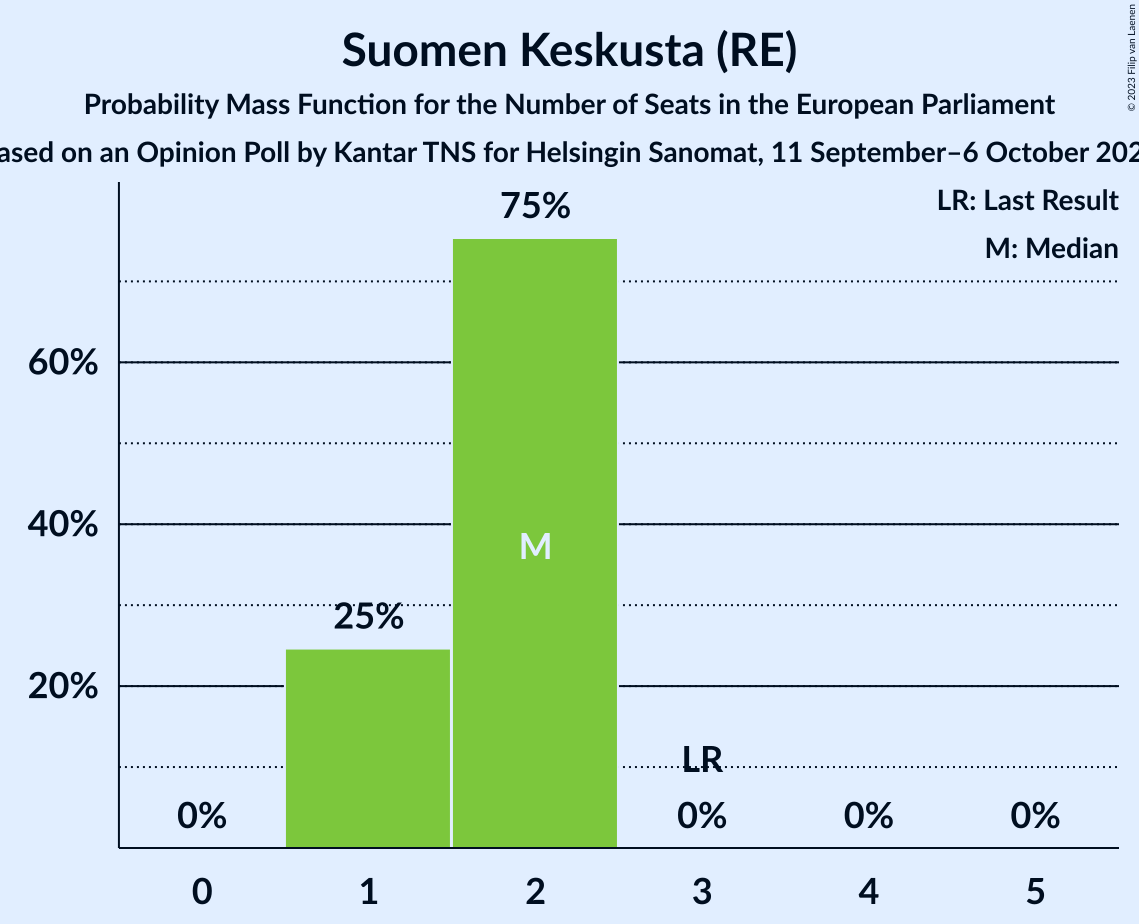 Suomen Keskusta (RE)
Probability Mass Function for the Number of Seats in the European Parliament
ased on an Opinion Poll by Kantar TNS for Helsingin Sanomat, 11 September–6 October 202
© 2023 Filip van Laenen
LR: Last Result
M: Median
75%
60%
40%
M
25%
20%
LR
0%
0%
0%
0%
0
1
2
3
4
5